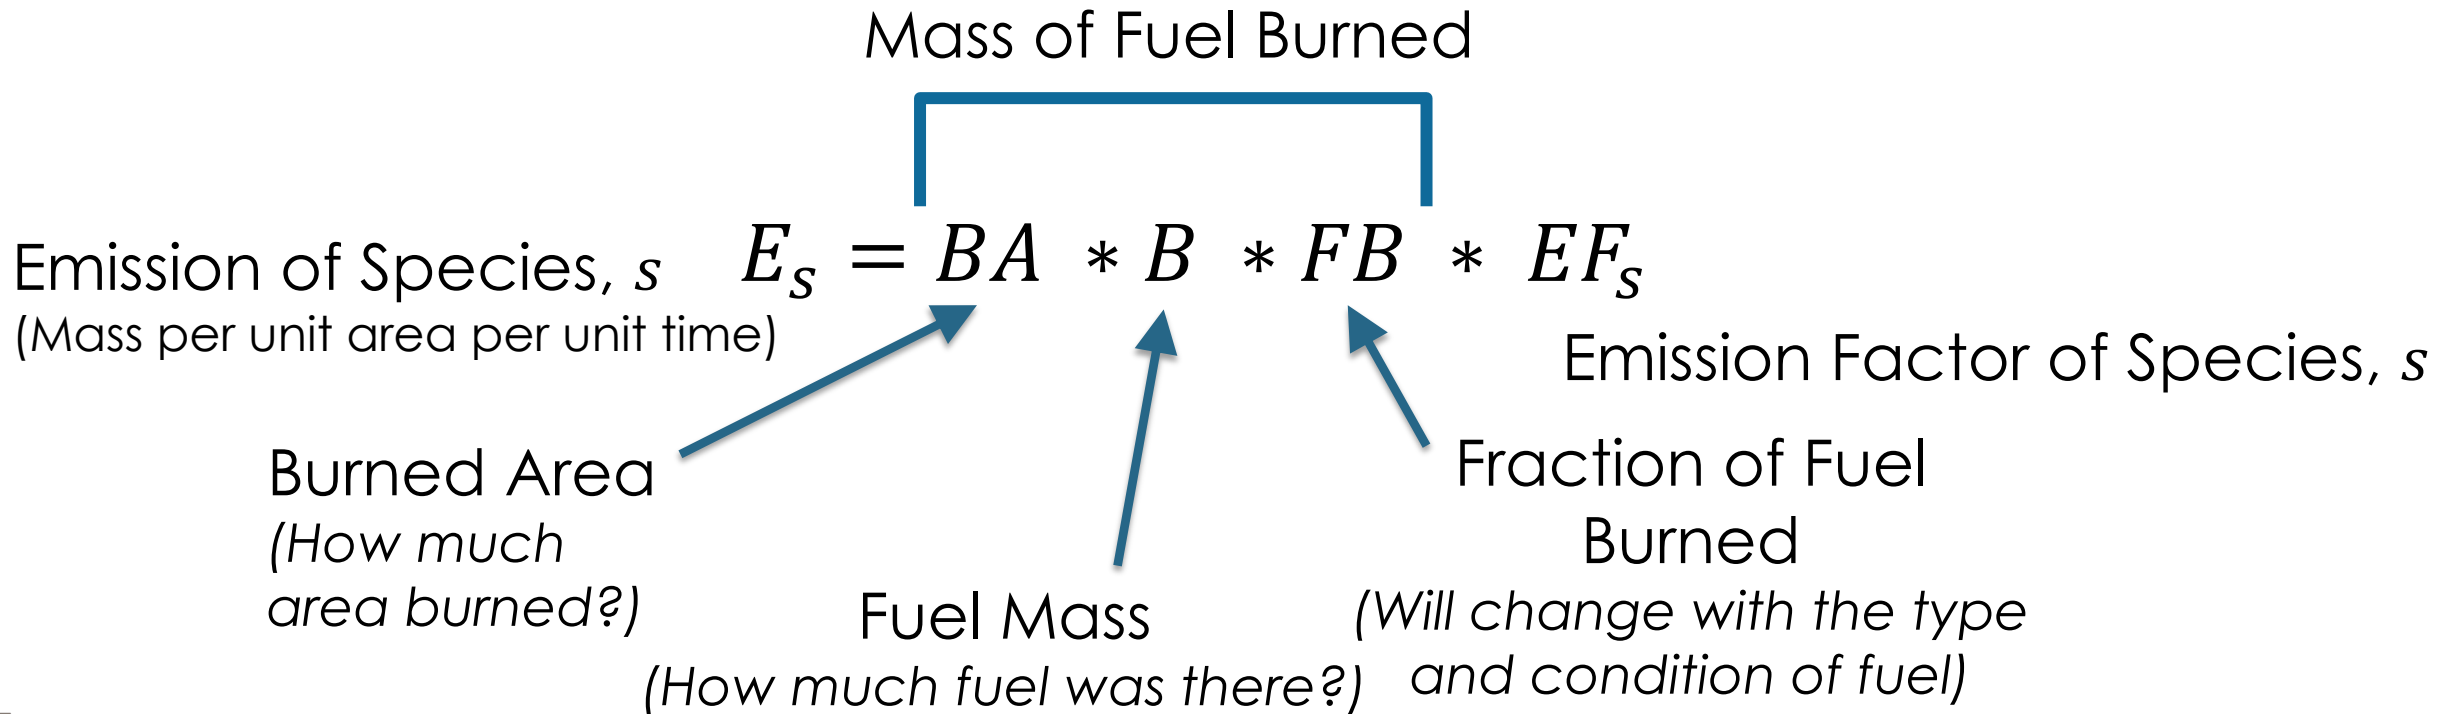 Mass of Fuel Burned
Emission of Species, s
(Mass per unit area per unit time)
E_s = BA * B * FB * EF_s
Emission Factor of Species, s
Burned Area
(How much
area burned?)
Fuel Mass
(How much fuel was there?)
Fraction of Fuel
Burned
(Will change with the type
and condition of fuel)